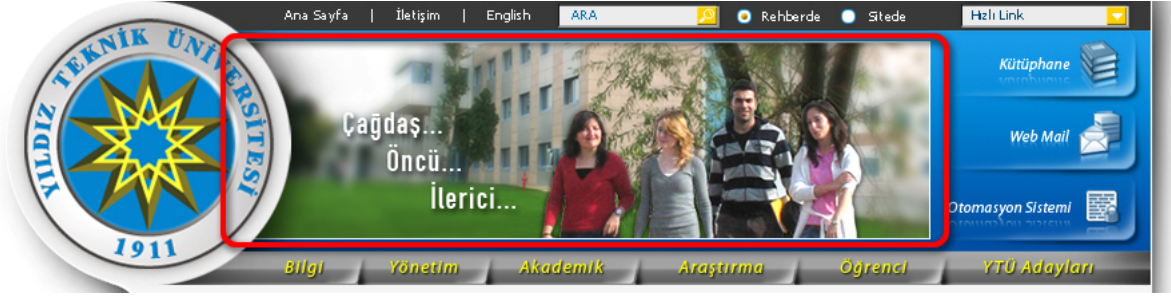 Ana Sayfa | İletişim | English ARA Rehberde Sitede Hızlı Link
YILDIZ TEKNİK ÜNİVERSİTESİ
1911
Çağdaş...
Öncü...
İlerici...
Kütüphane
Web Mail
Otomasyon Sistemi
Bilgi Yönetim Akademik Araştırma Öğrenci YTÜ Adayları